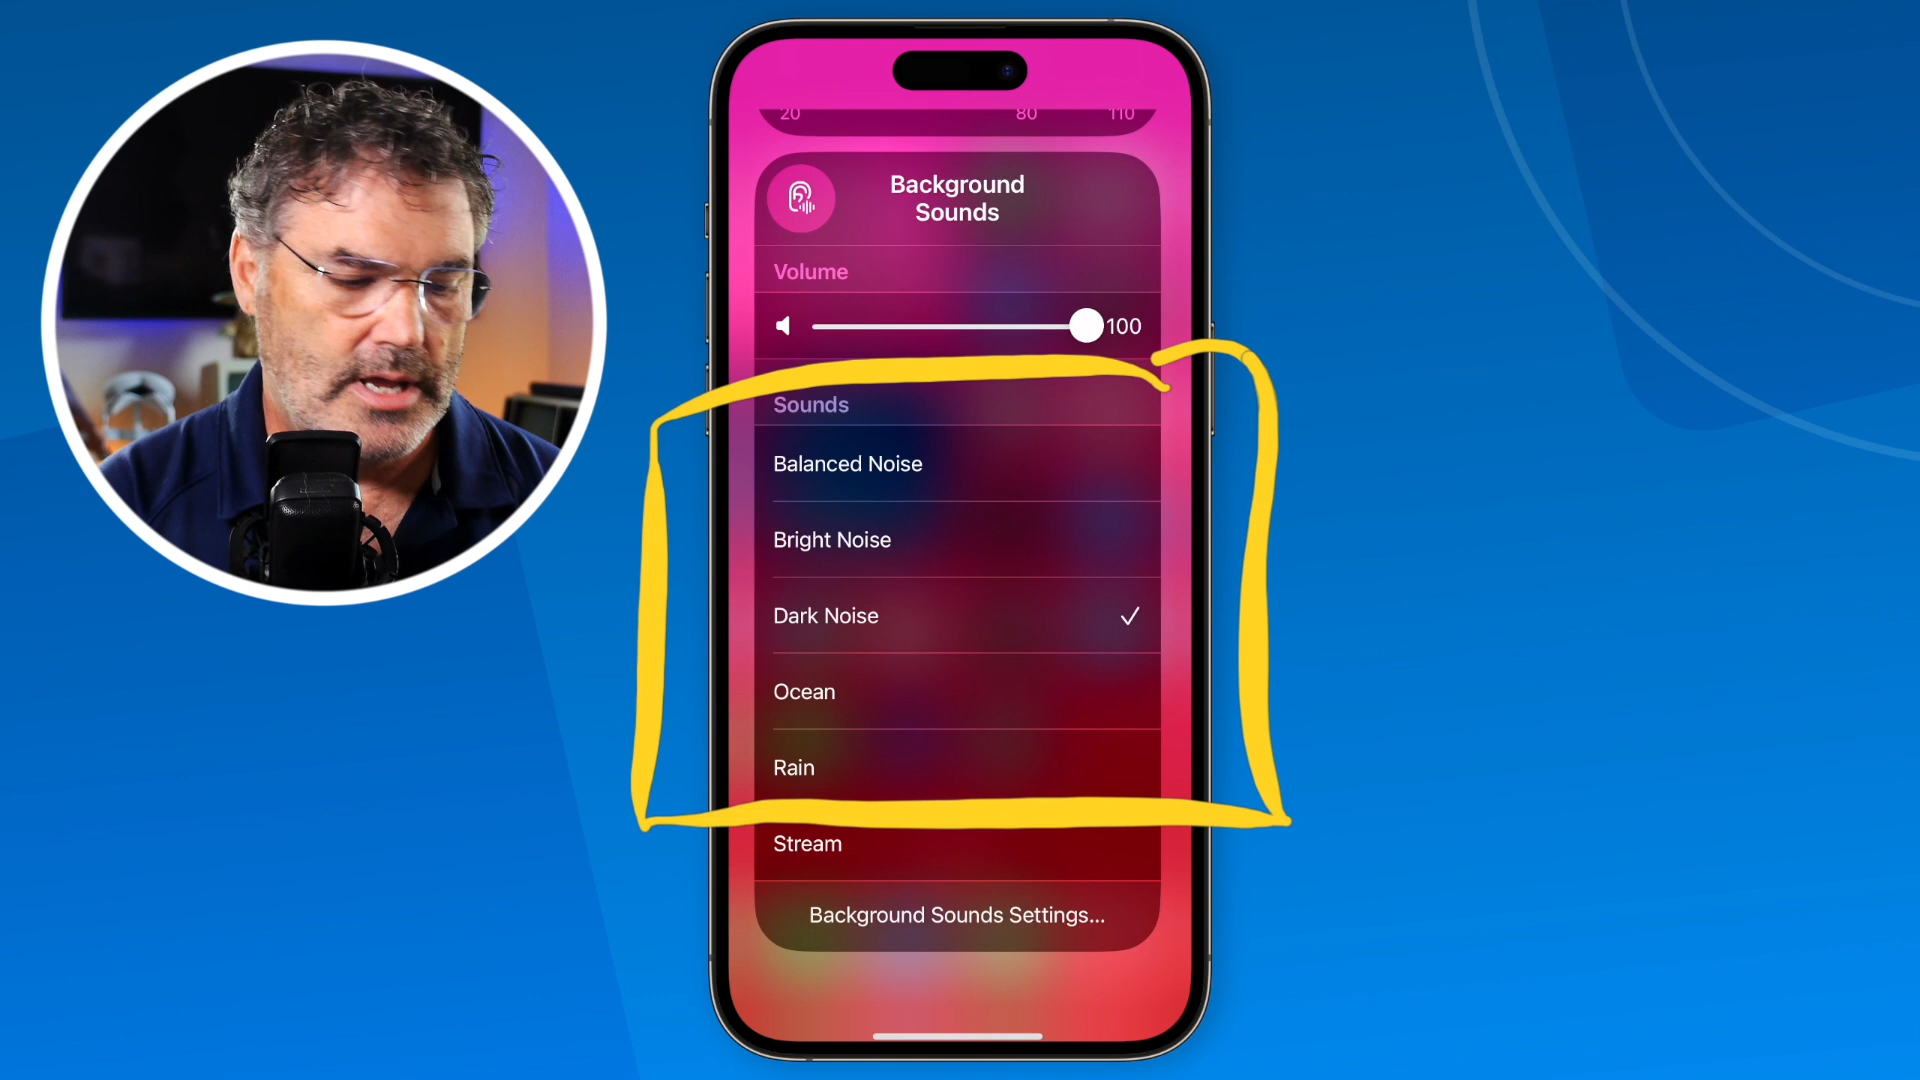 20 80 110
Background
Sounds
Volume
100
Sounds
Balanced Noise
Bright Noise
Dark Noise
Ocean
Rain
Stream
Background Sounds Settings...